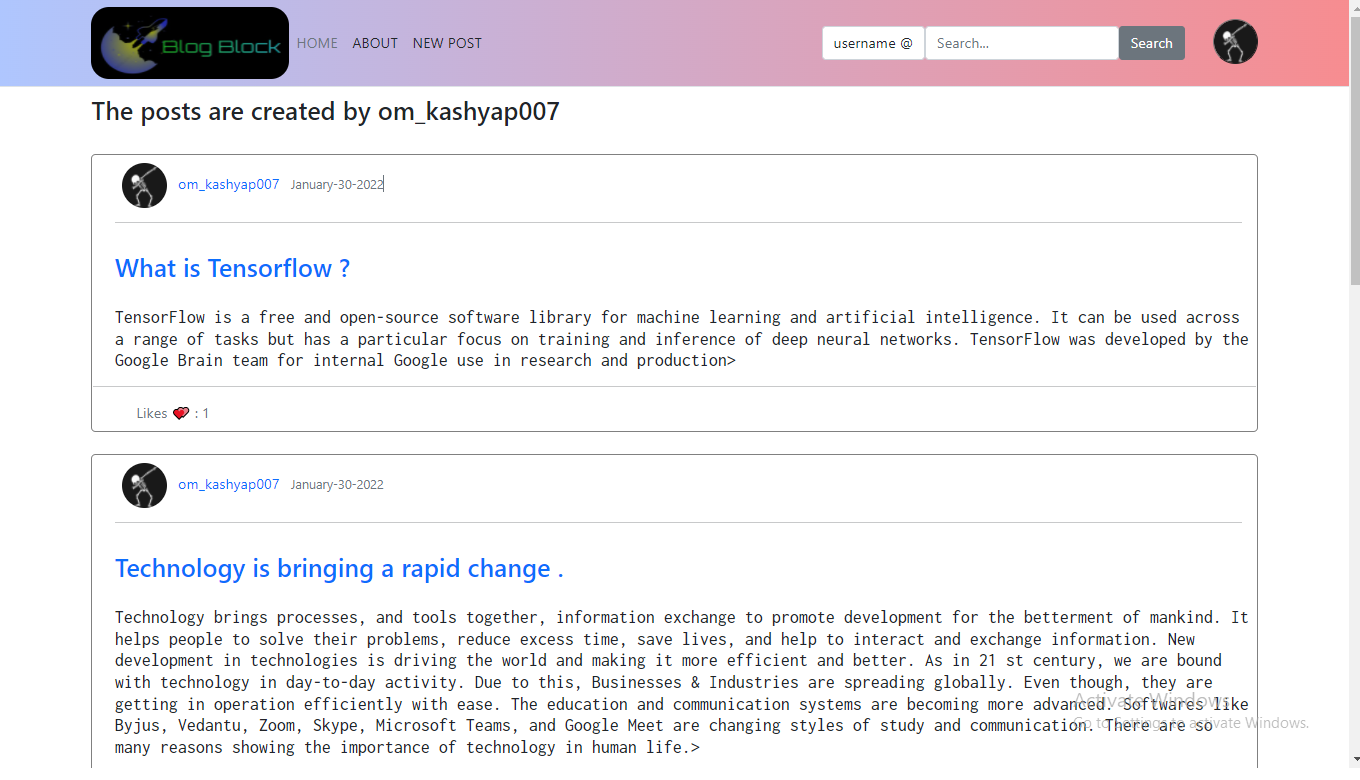 Blog Block HOME ABOUT NEW POST username @ Search... Search
The posts are created by om_kashyap007
om_kashyap007 January-30-2022
What is Tensorflow ?
TensorFlow is a free and open-source software library for machine learning and artificial intelligence. It can be used across
a range of tasks but has a particular focus on training and inference of deep neural networks. TensorFlow was developed by the
Google Brain team for internal Google use in research and production>
Likes : 1
om_kashyap007 January-30-2022
Technology is bringing a rapid change .
Technology brings processes, and tools together, information exchange to promote development for the betterment of mankind. It
helps people to solve their problems, reduce excess time, save lives, and help to interact and exchange information. New
development in technologies is driving the world and making it more efficient and better. As in 21 st century, we are bound
with technology in day-to-day activity. Due to this, Businesses & Industries are spreading globally. Even though, they are
getting in operation efficiently with ease. The education and communication systems are becoming more advanced. Softwares like
Byjus, Vedantu, Zoom, Skype, Microsoft Teams, and Google Meet are changing styles of study and communication. There are so
many reasons showing the importance of technology in human life.>
Activate Windows
Go to Settings to activate Windows.